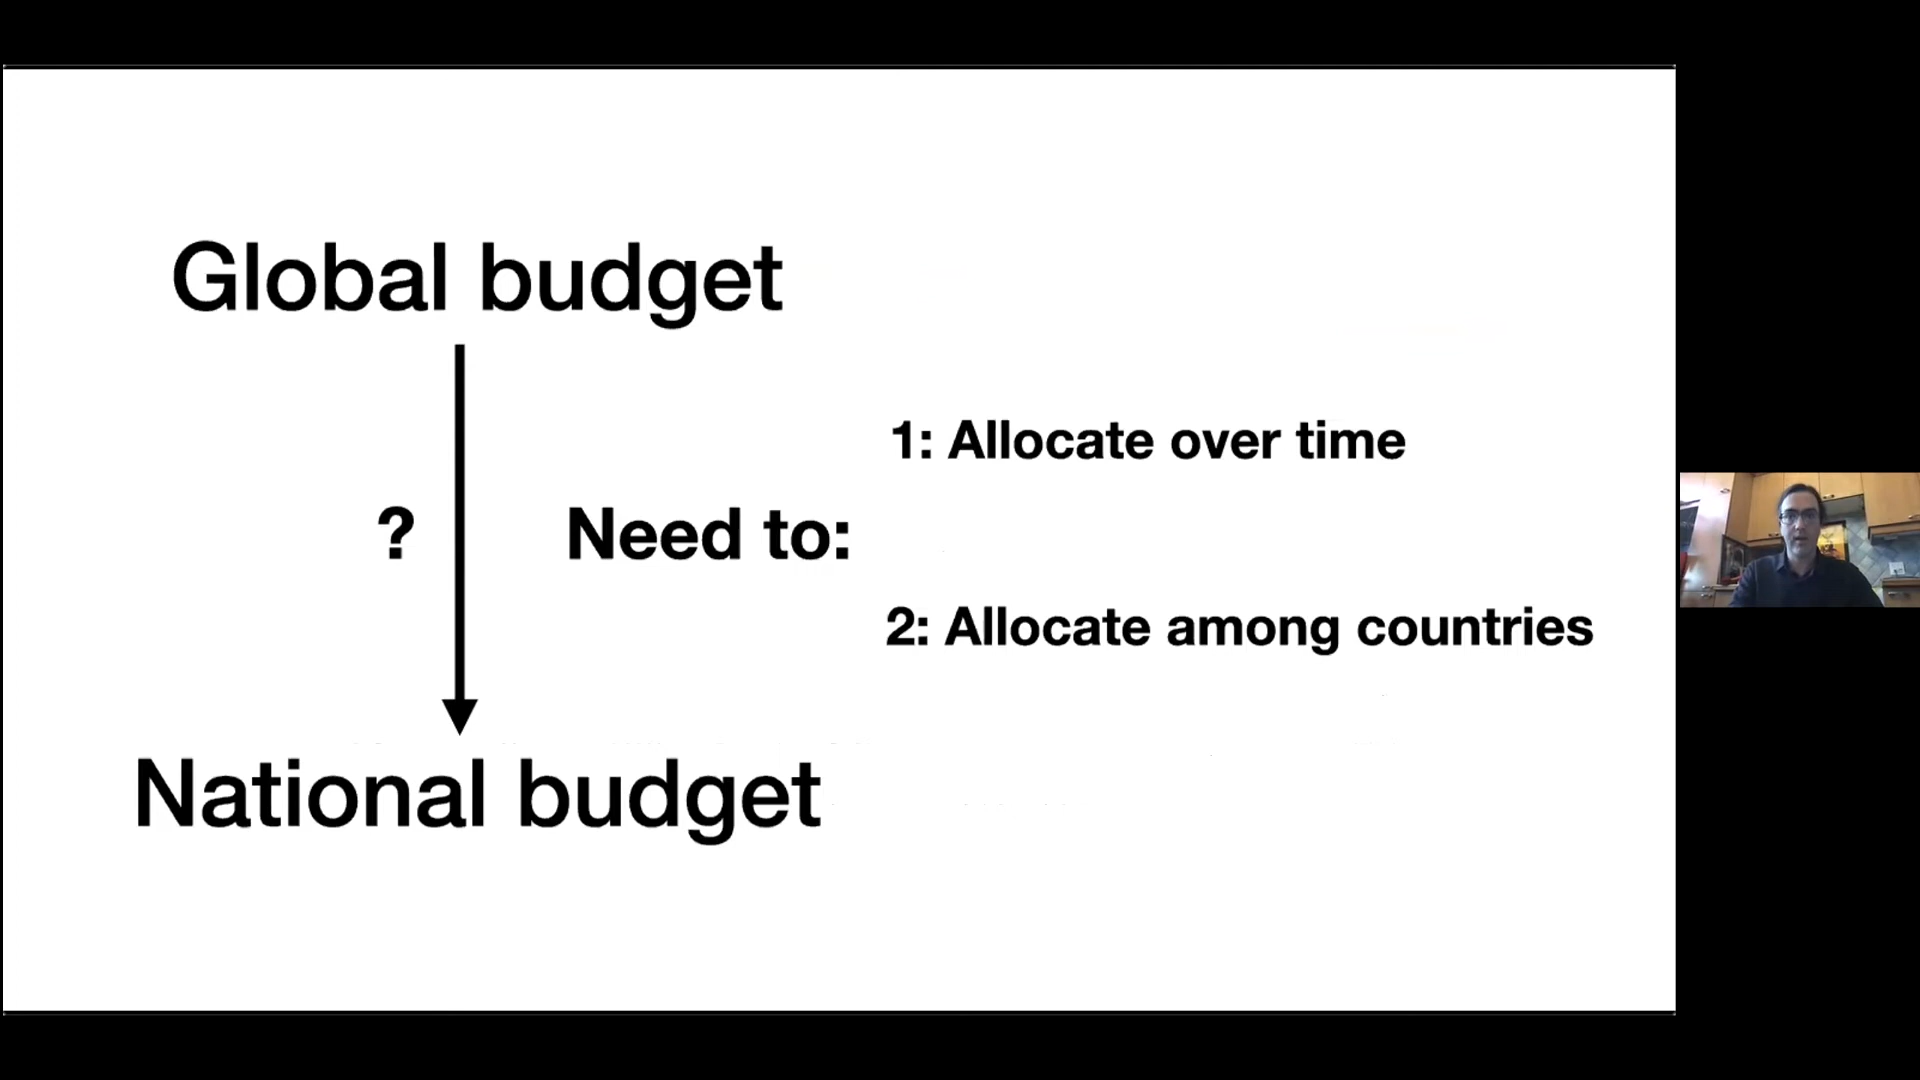 Global budget
1: Allocate over time
? Need to:
2: Allocate among countries
National budget